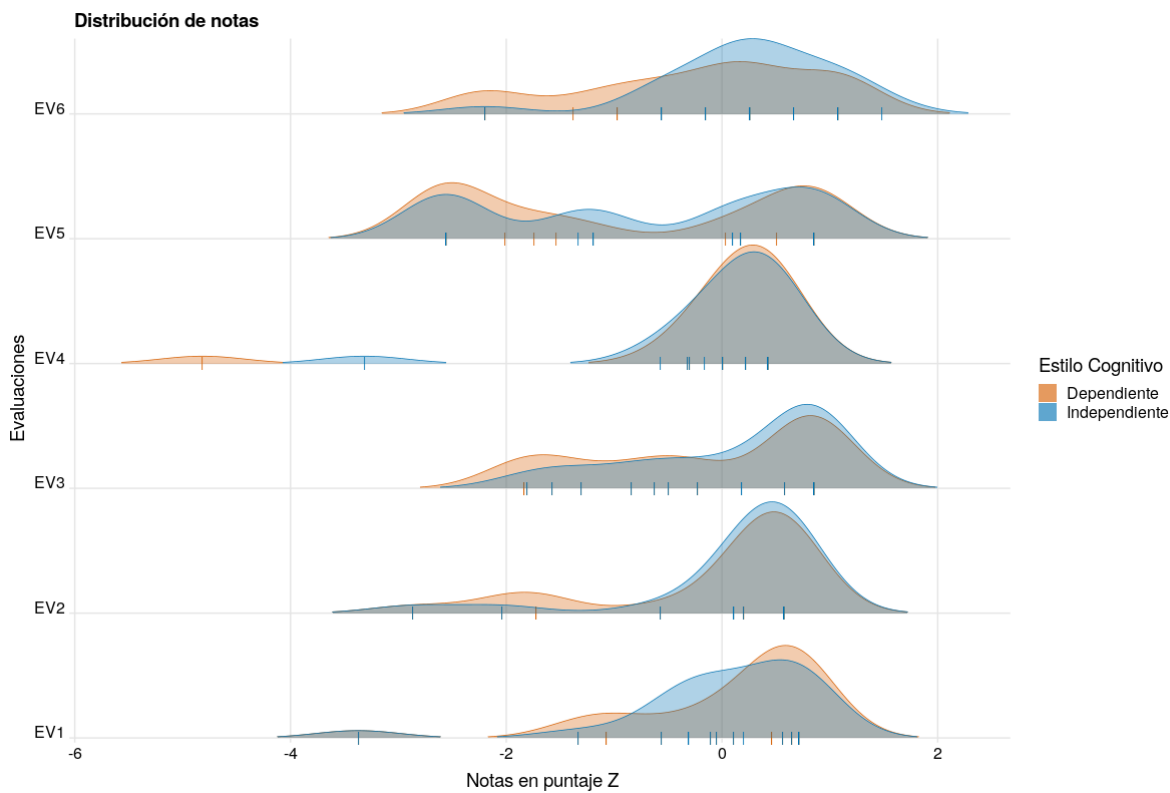 Distribución de notas
EV6
EV5
EV4
EV3
EV2
EV1
Evaluaciones
-6
-4
-2
0
2
Notas en puntaje Z
Estilo Cognitivo
Dependiente
Independiente